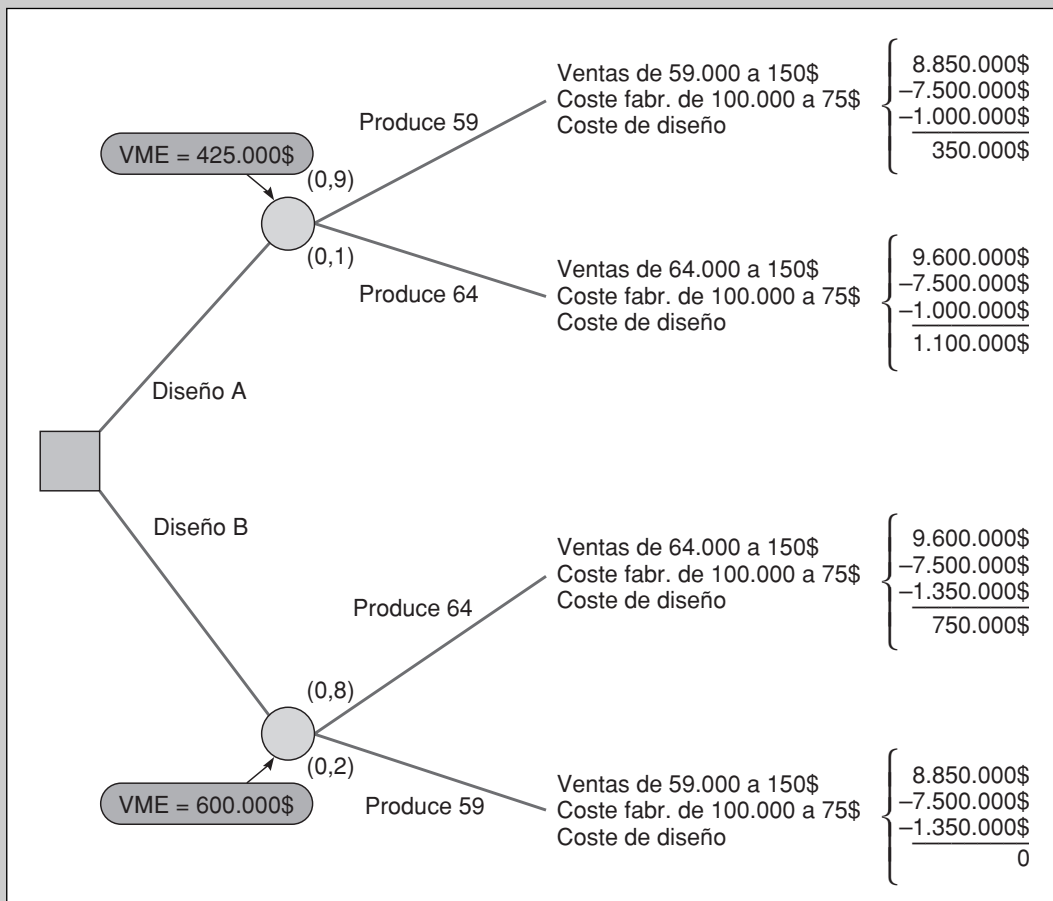 Produce 59
Ventas de 59.000 a 150$
Coste fabr. de 100.000 a 75$
Coste de diseño
8.850.000$
–7.500.000$
–1.000.000$
350.000$
VME = 425.000$
(0,9)
(0,1)
Produce 64
Ventas de 64.000 a 150$
Coste fabr. de 100.000 a 75$
Coste de diseño
9.600.000$
–7.500.000$
–1.000.000$
1.100.000$
Diseño A
Diseño B
Produce 64
Ventas de 64.000 a 150$
Coste fabr. de 100.000 a 75$
Coste de diseño
9.600.000$
–7.500.000$
–1.350.000$
750.000$
(0,8)
(0,2)
VME = 600.000$
Produce 59
Ventas de 59.000 a 150$
Coste fabr. de 100.000 a 75$
Coste de diseño
8.850.000$
–7.500.000$
–1.350.000$
0